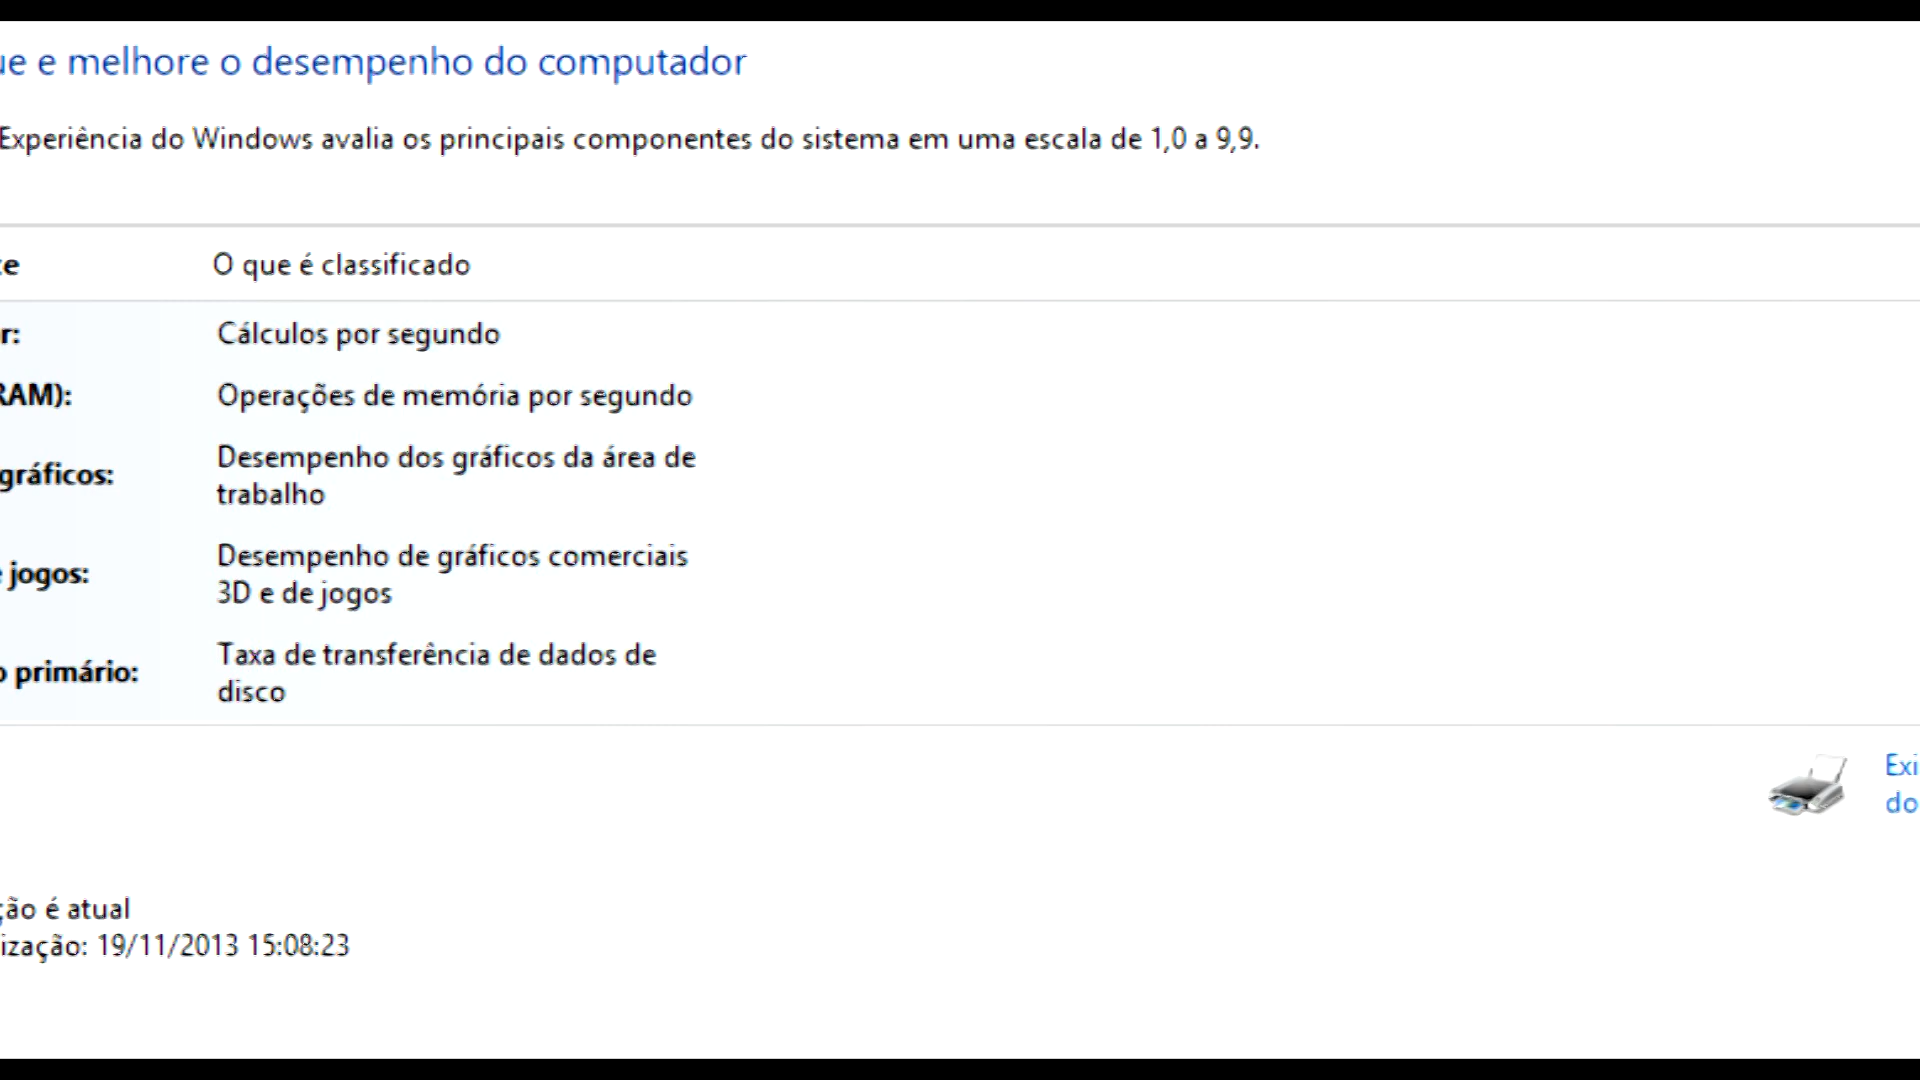 ue e melhore o desempenho do computador
Experiência do Windows avalia os principais componentes do sistema em uma escala de 1,0 a 9,9.
te O que é classificado
r: Cálculos por segundo
RAM): Operações de memória por segundo
gráficos: Desempenho dos gráficos da área de
trabalho
e jogos: Desempenho de gráficos comerciais
3D e de jogos
o primário: Taxa de transferência de dados de
disco
Exi
do
ção é atual
ização: 19/11/2013 15:08:23